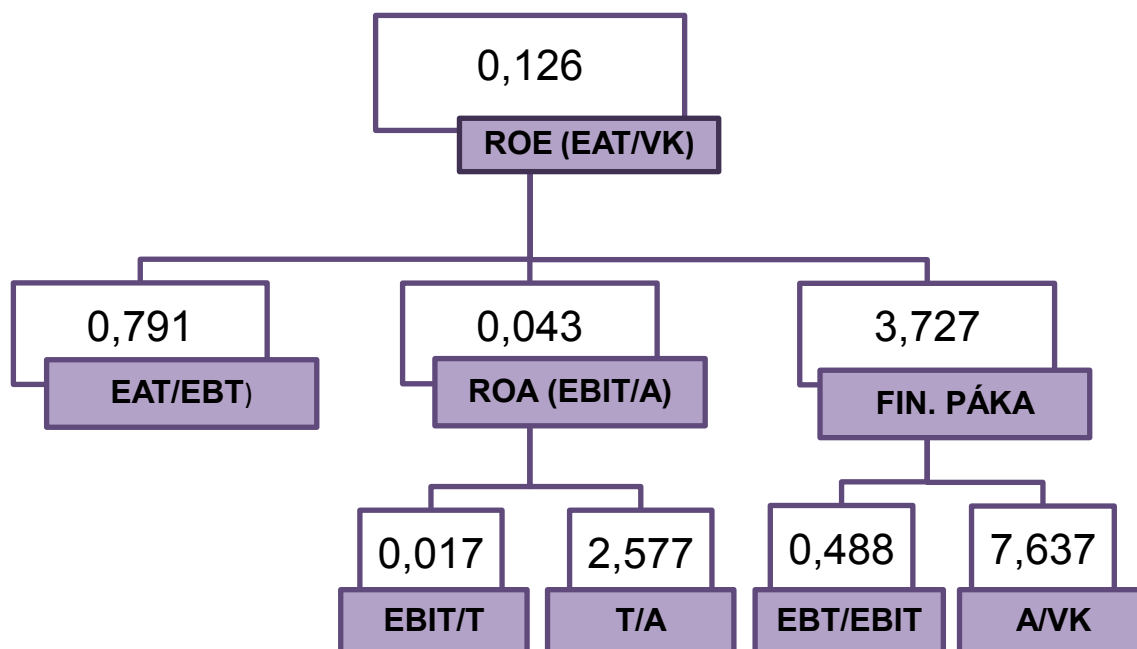 0,126
ROE (EAT/VK)
0,791
EAT/EBT)
0,043
ROA (EBIT/A)
3,727
FIN. PÁKA
0,017
EBIT/T
2,577
T/A
0,488
EBT/EBIT
7,637
A/VK